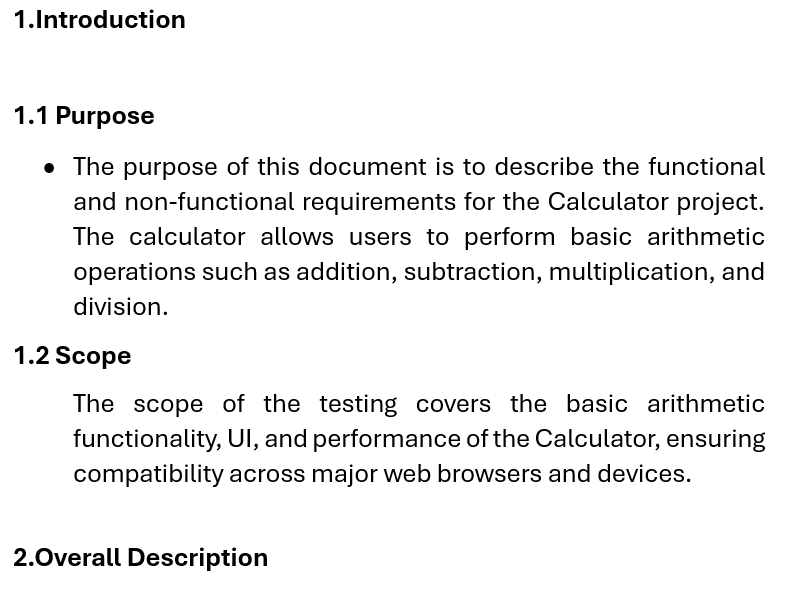 1.Introduction
1.1 Purpose
● The purpose of this document is to describe the functional
and non-functional requirements for the Calculator project.
The calculator allows users to perform basic arithmetic
operations such as addition, subtraction, multiplication, and
division.
1.2 Scope
The scope of the testing covers the basic arithmetic
functionality, UI, and performance of the Calculator, ensuring
compatibility across major web browsers and devices.
2.Overall Description